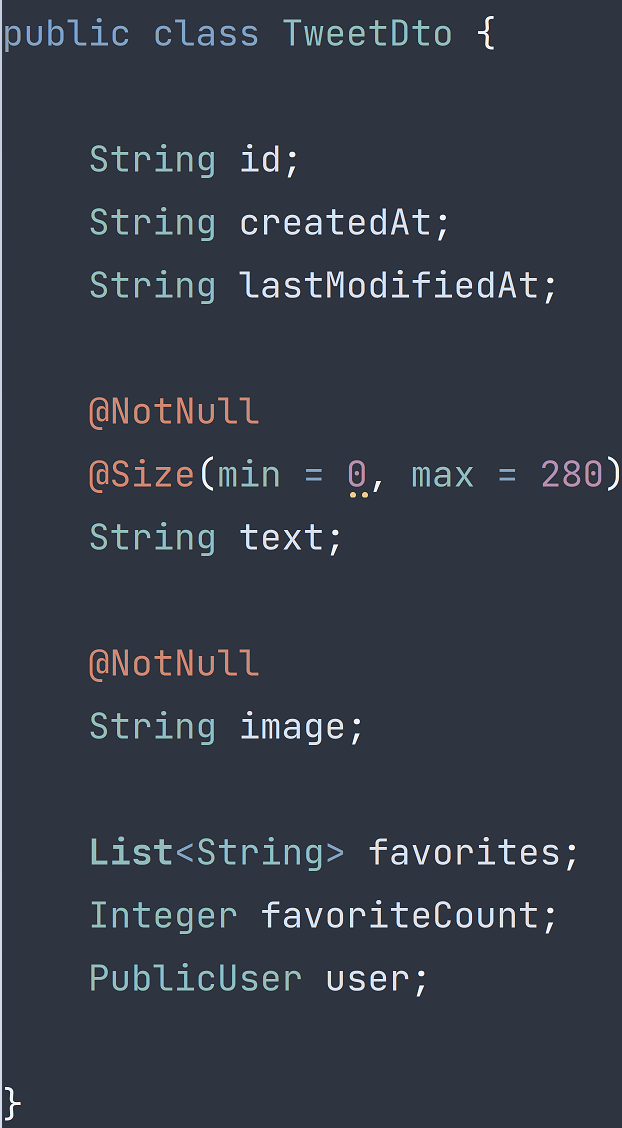 public class TweetDto {
String id;
String createdAt;
String lastModifiedAt;
@NotNull
@Size(min = 0, max = 280)
String text;
@NotNull
String image;
List<String> favorites;
Integer favoriteCount;
PublicUser user;
}